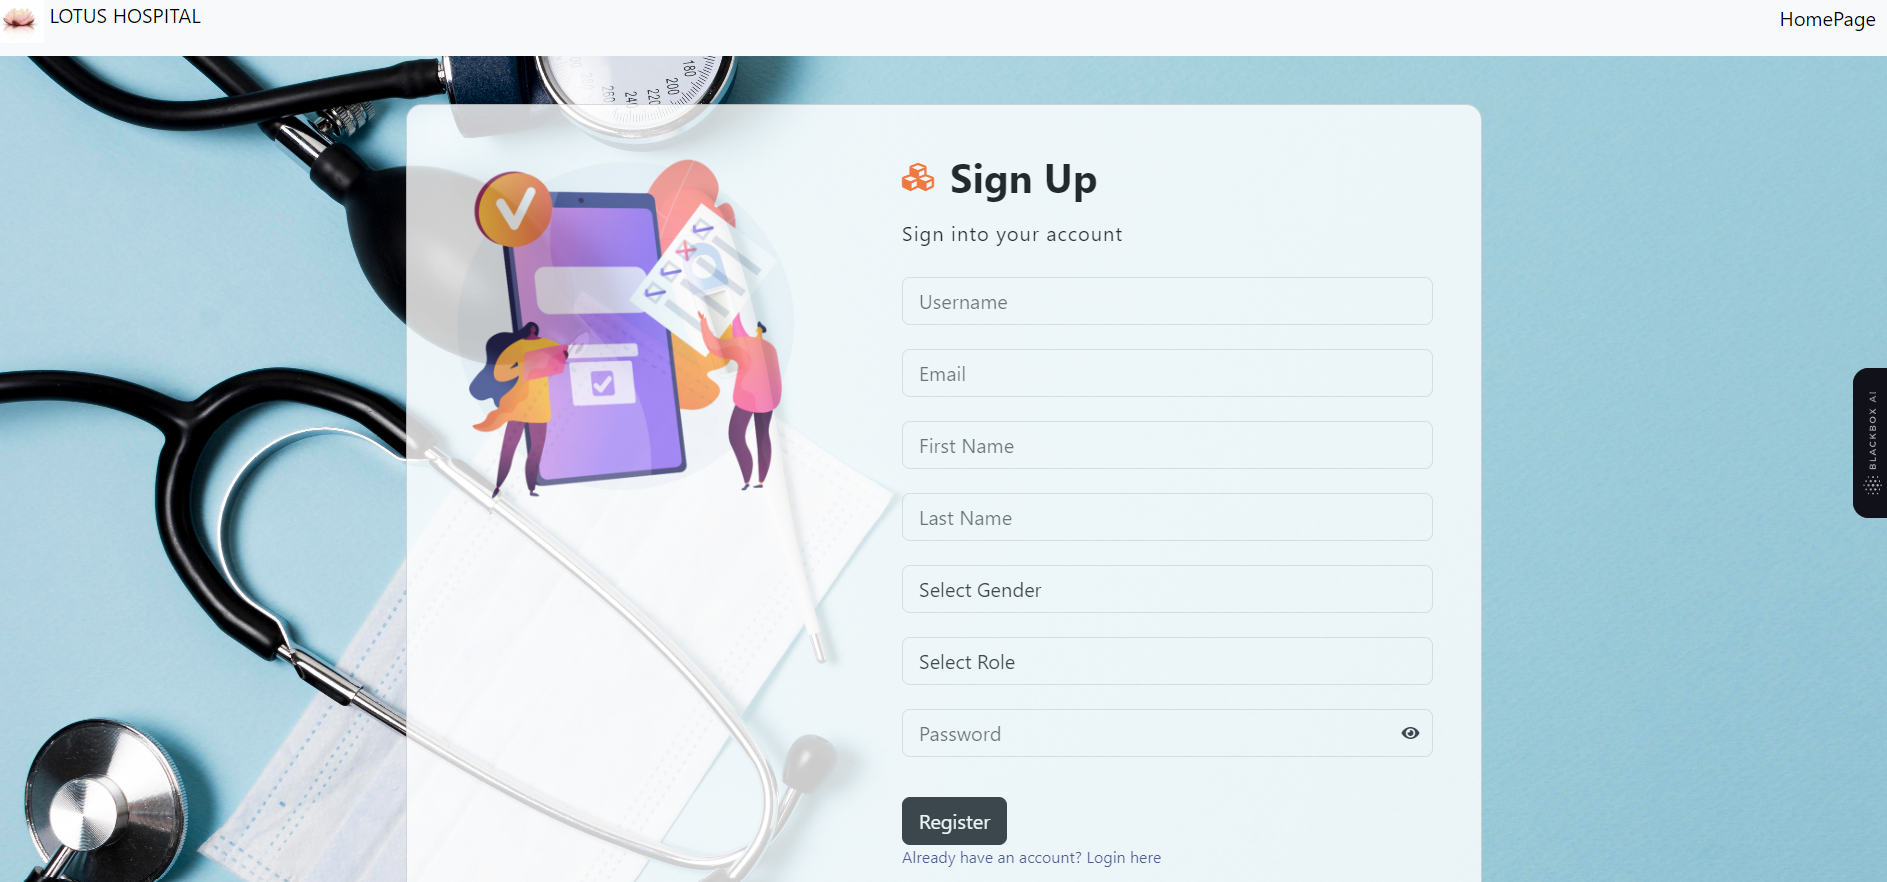 LOTUS HOSPITAL
HomePage
180
200
220
240
260
Sign Up
Sign into your account
Username
Email
First Name
Last Name
Select Gender
Select Role
Password
Register
Already have an account? Login here
BLACKBOX AI